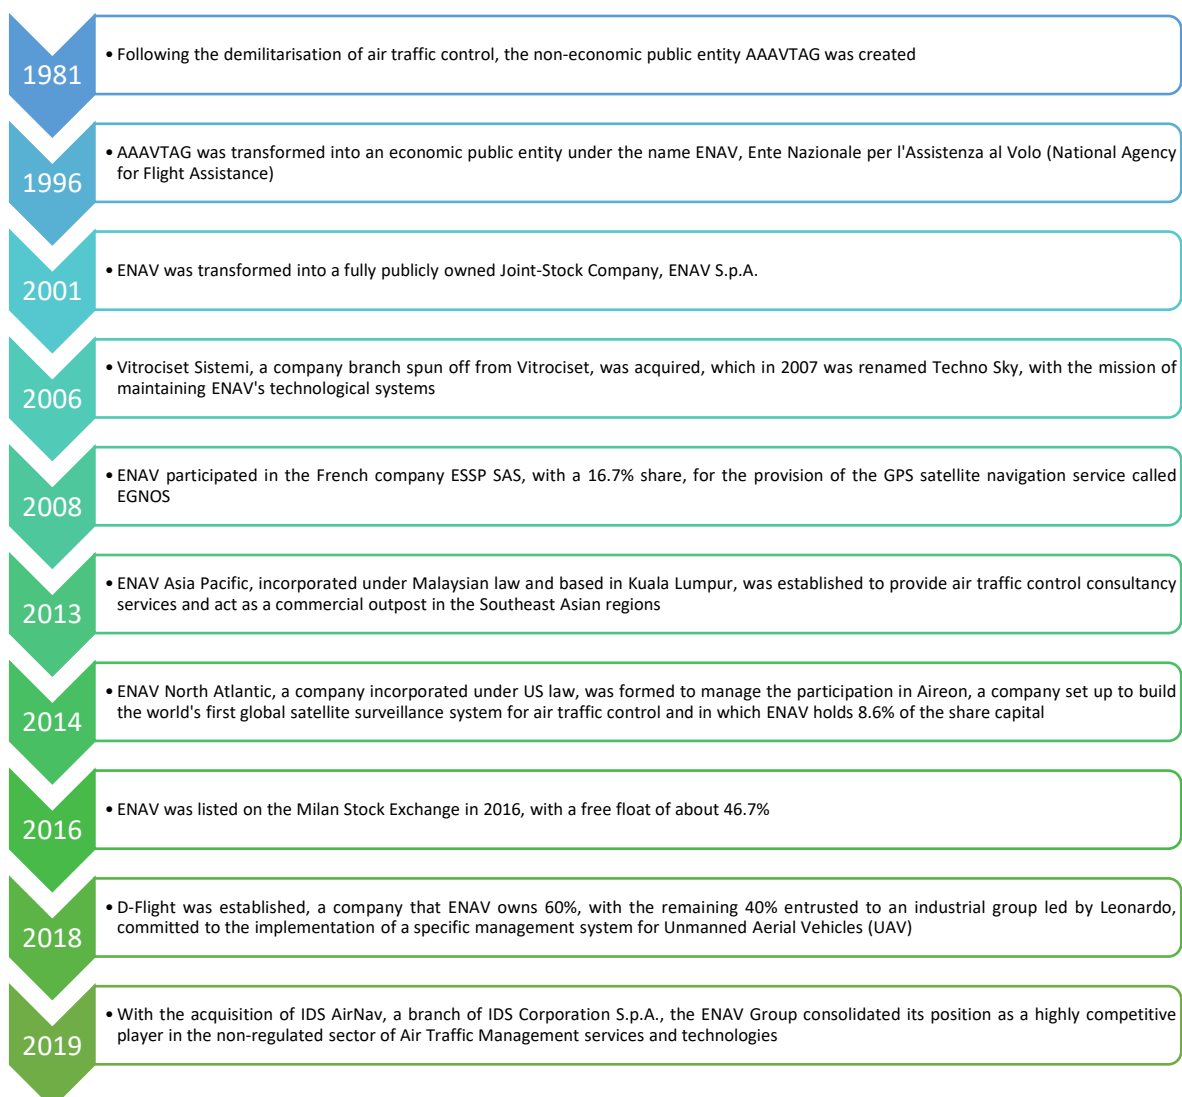 1981
• Following the demilitarisation of air traffic control, the non-economic public entity AAAVTAG was created
1996
• AAAVTAG was transformed into an economic public entity under the name ENAV, Ente Nazionale per l'Assistenza al Volo (National Agency
for Flight Assistance)
2001
• ENAV was transformed into a fully publicly owned Joint-Stock Company, ENAV S.p.A.
2006
• Vitrociset Sistemi, a company branch spun off from Vitrociset, was acquired, which in 2007 was renamed Techno Sky, with the mission of
maintaining ENAV's technological systems
2008
• ENAV participated in the French company ESSP SAS, with a 16.7% share, for the provision of the GPS satellite navigation service called
EGNOS
2013
• ENAV Asia Pacific, incorporated under Malaysian law and based in Kuala Lumpur, was established to provide air traffic control consultancy
services and act as a commercial outpost in the Southeast Asian regions
2014
• ENAV North Atlantic, a company incorporated under US law, was formed to manage the participation in Aireon, a company set up to build
the world's first global satellite surveillance system for air traffic control and in which ENAV holds 8.6% of the share capital
2016
• ENAV was listed on the Milan Stock Exchange in 2016, with a free float of about 46.7%
2018
• D-Flight was established, a company that ENAV owns 60%, with the remaining 40% entrusted to an industrial group led by Leonardo,
committed to the implementation of a specific management system for Unmanned Aerial Vehicles (UAV)
2019
• With the acquisition of IDS AirNav, a branch of IDS Corporation S.p.A., the ENAV Group consolidated its position as a highly competitive
player in the non-regulated sector of Air Traffic Management services and technologies